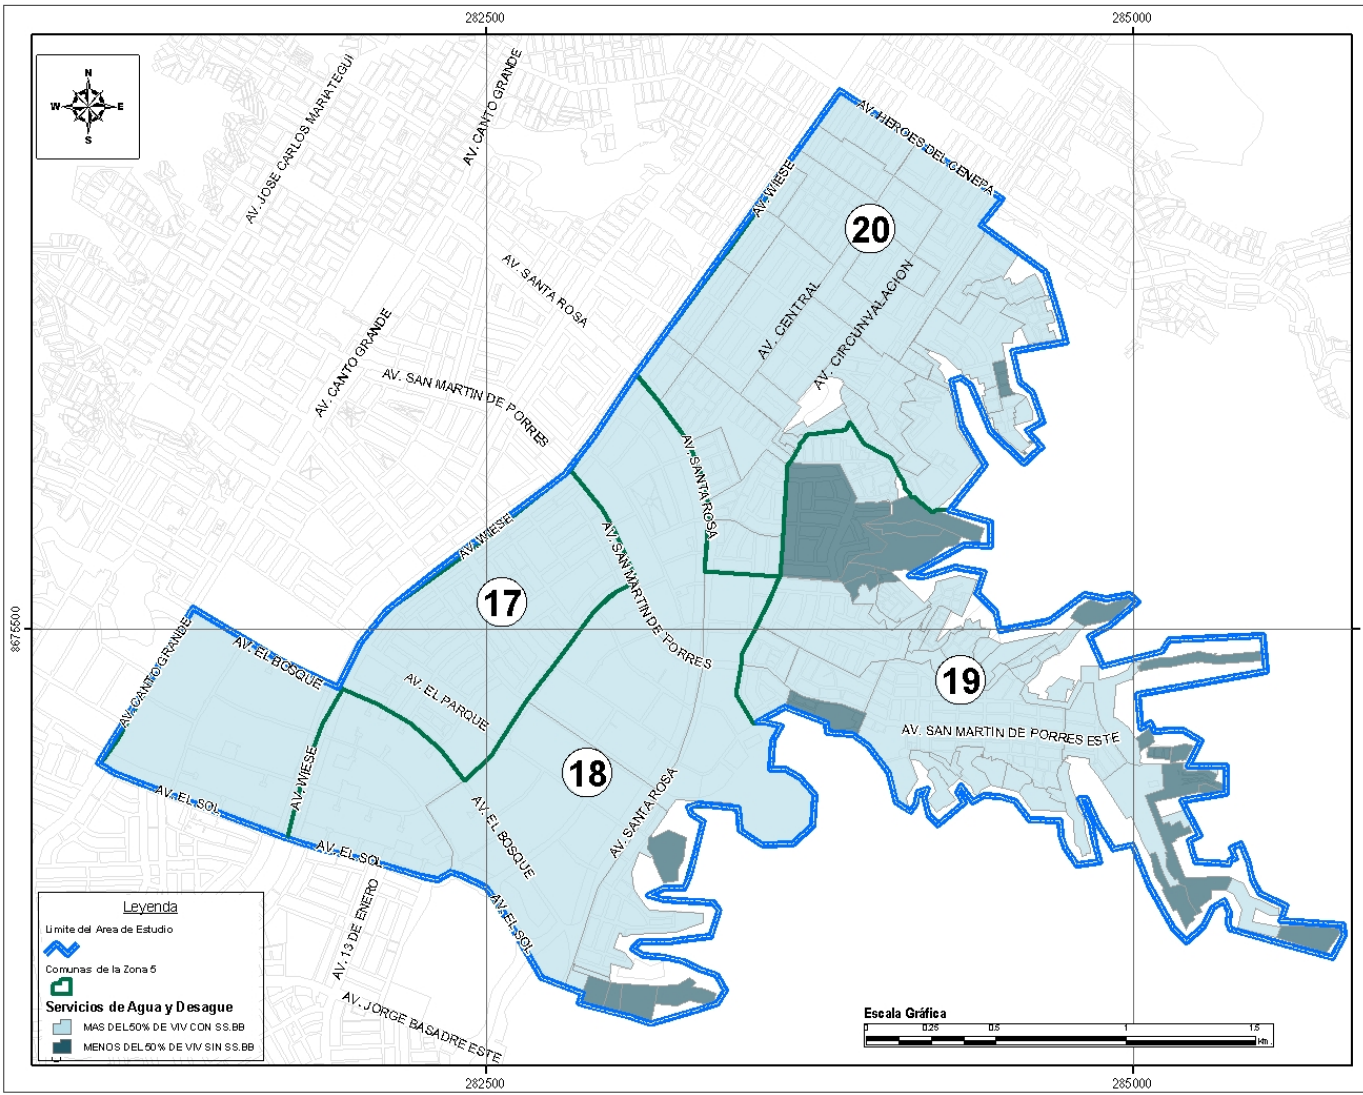 282500
285000
N
W
E
S
AV. JOSE CARLOS MARIATEGUI
AV. CANTO GRANDE
AV. HEROES DEL CENEPA
AV. WIESE
20
AV. SANTA ROSA
AV. CENTRAL
AV. CIRCUNVALACION
AV. CANTO GRANDE
AV. SAN MARTIN DE PORRES
AV. SANTA ROSA
AV. WIESE
AV. SAN MARTIN DE PORRES
17
8675500
AV. CANTO GRANDE
AV. EL BOSQUE
AV. EL PARQUE
19
AV. SAN MARTIN DE PORRES ESTE
AV. WIESE
18
AV. SANTA ROSA
AV. EL SOL
AV. EL BOSQUE
AV. EL SOL
AV. EL SOL
AV. 13 DE ENERO
AV. JORGE BASADRE ESTE
Leyenda
Limite del Area de Estudio
Comunas de la Zona 5
Servicios de Agua y Desague
MAS DEL 50% DE VIV CON SS.BB
MENOS DEL 50% DE VIV SIN SS.BB
Escala Gráfica
0 0.25 0.5 1 1.5
Km.
282500
285000